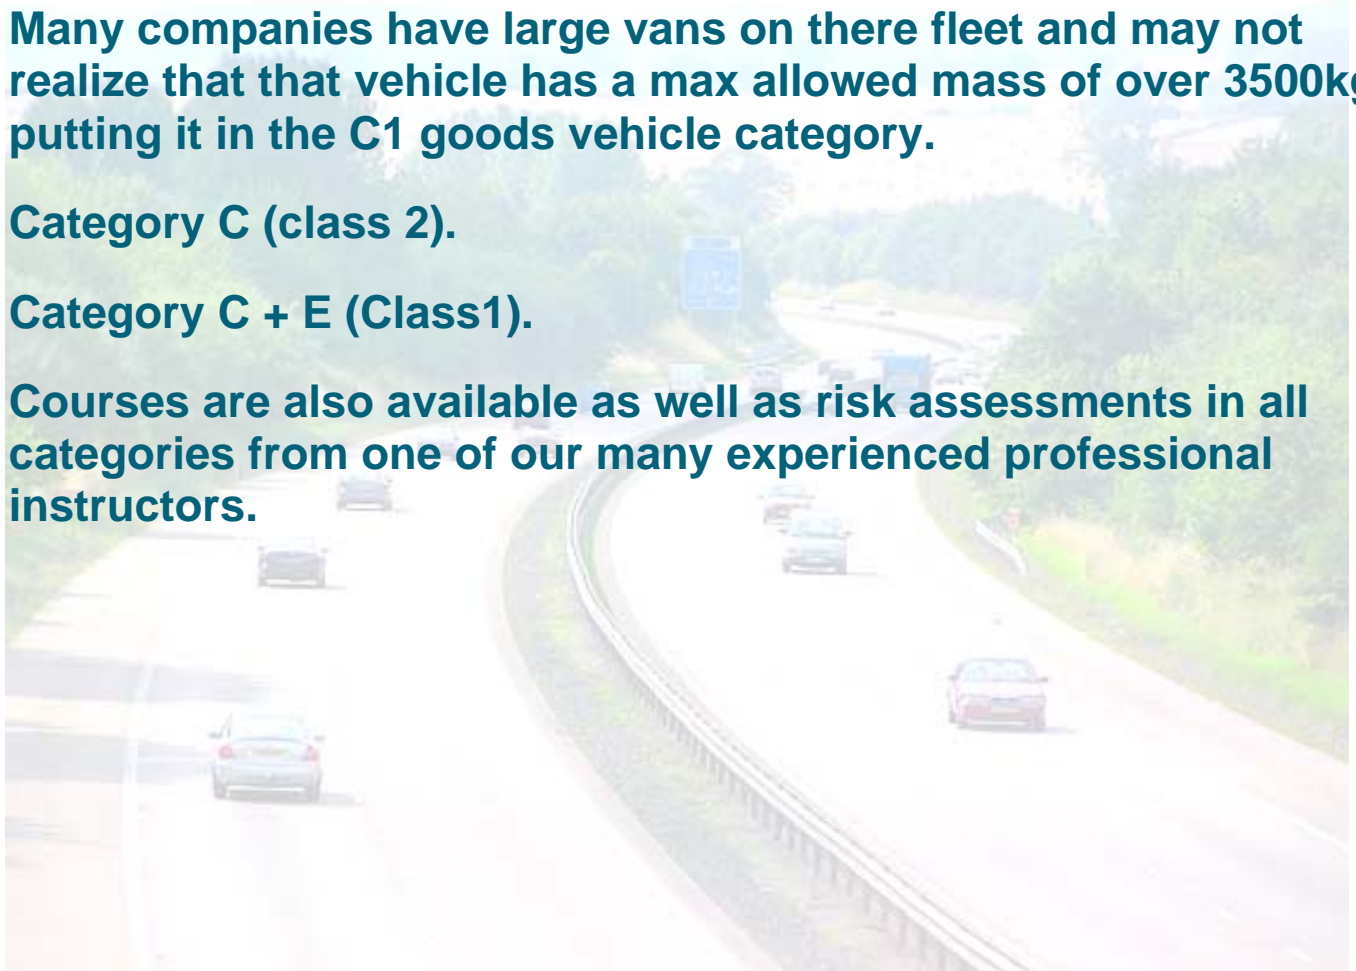 Many companies have large vans on there fleet and may not
realize that that vehicle has a max allowed mass of over 3500kg
putting it in the C1 goods vehicle category.
Category C (class 2).
Category C + E (Class1).
Courses are also available as well as risk assessments in all
categories from one of our many experienced professional
instructors.